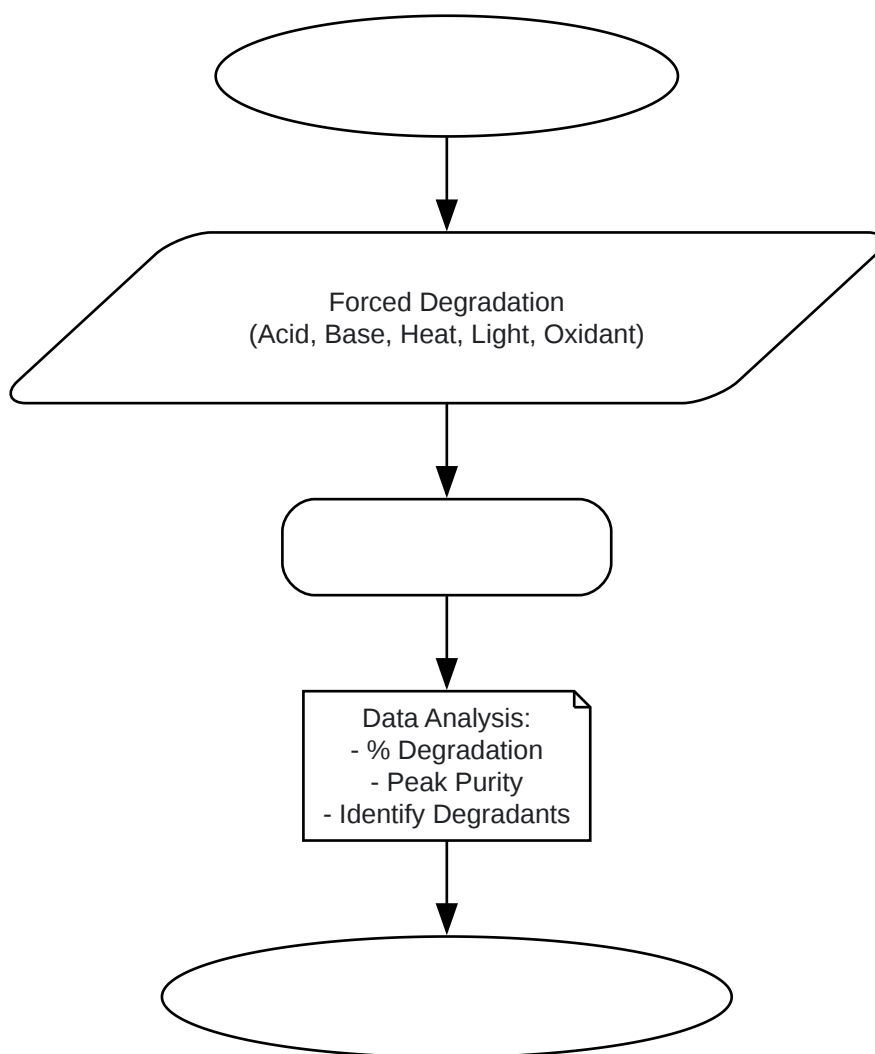 Forced Degradation
(Acid, Base, Heat, Light, Oxidant)
Data Analysis:
- % Degradation
- Peak Purity
- Identify Degradants